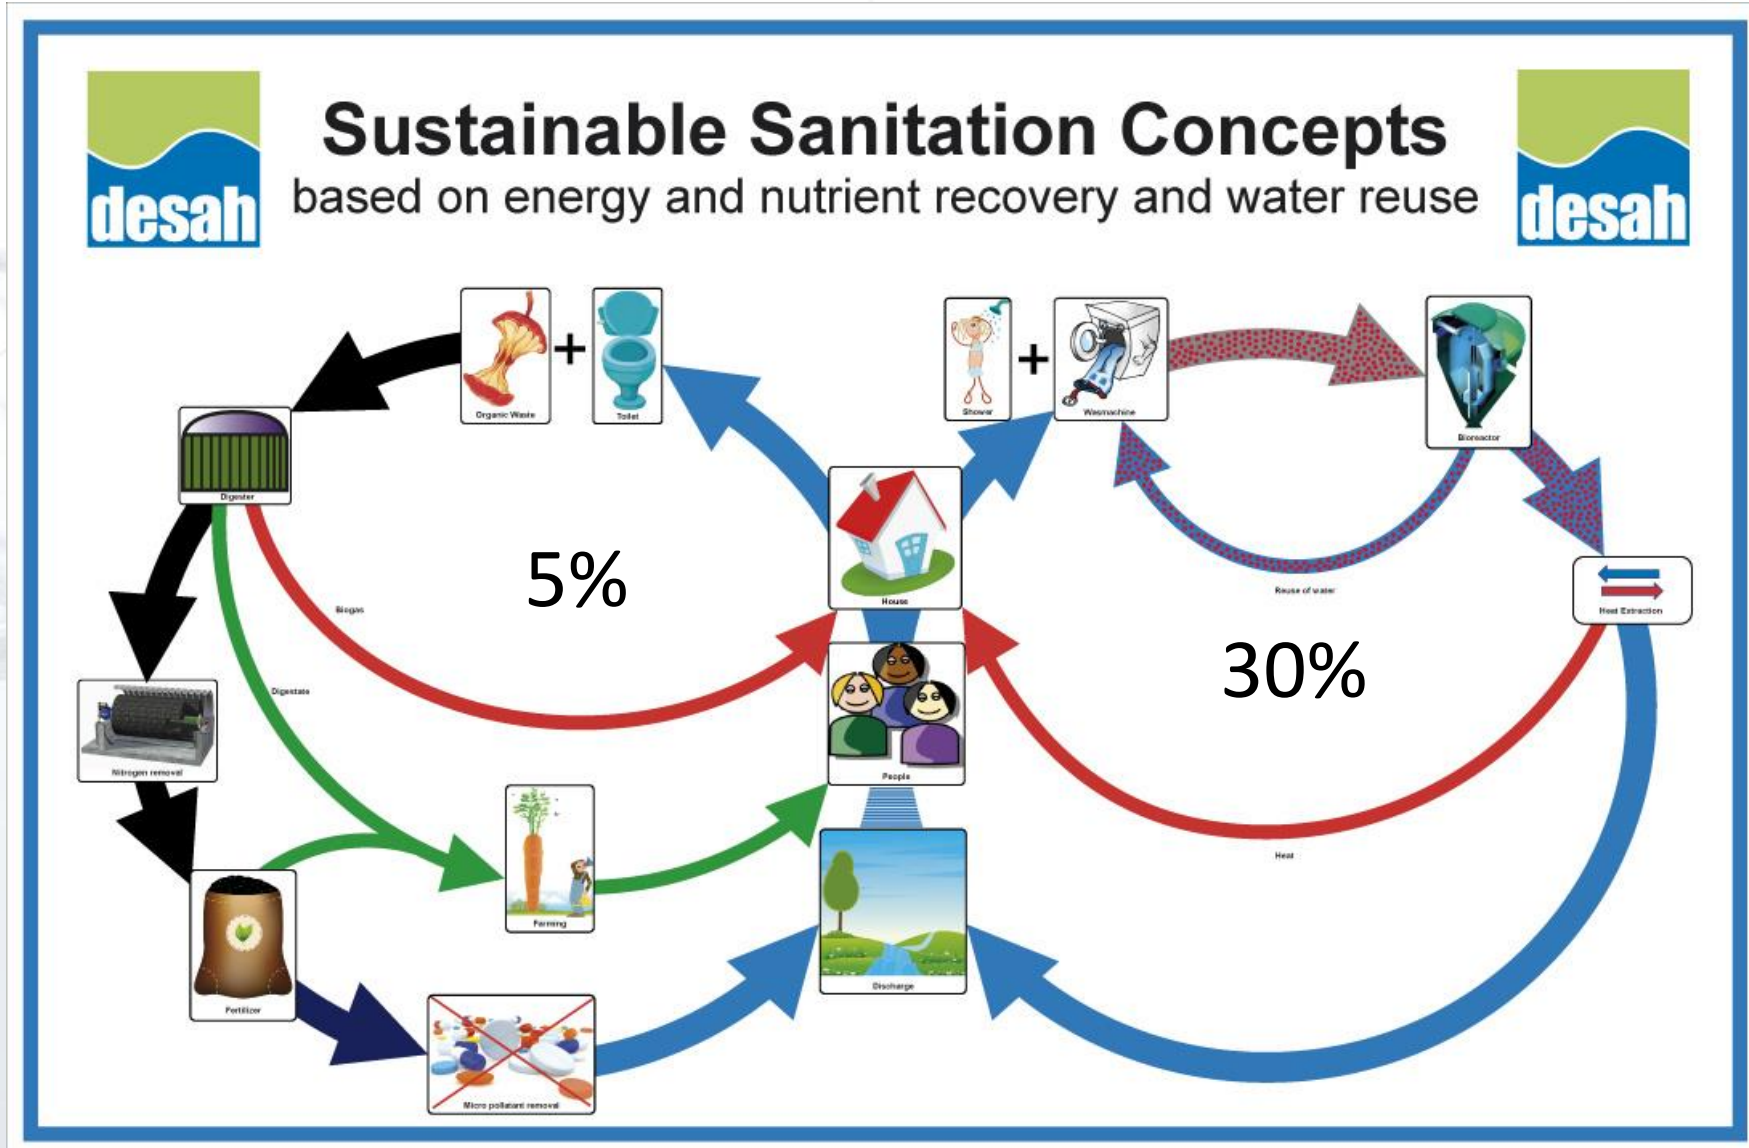 desah
Sustainable Sanitation Concepts
based on energy and nutrient recovery and water reuse
desah
Organic Waste
+
Toilet
Shower
+
Wasmachine
Bioreactor
Digester
House
Reuse of water
Heat Extraction
5%
Biogas
30%
Digestate
Nitrogen removal
People
Heat
Farming
Discharge
Fertilizer
Micro pollatant removal